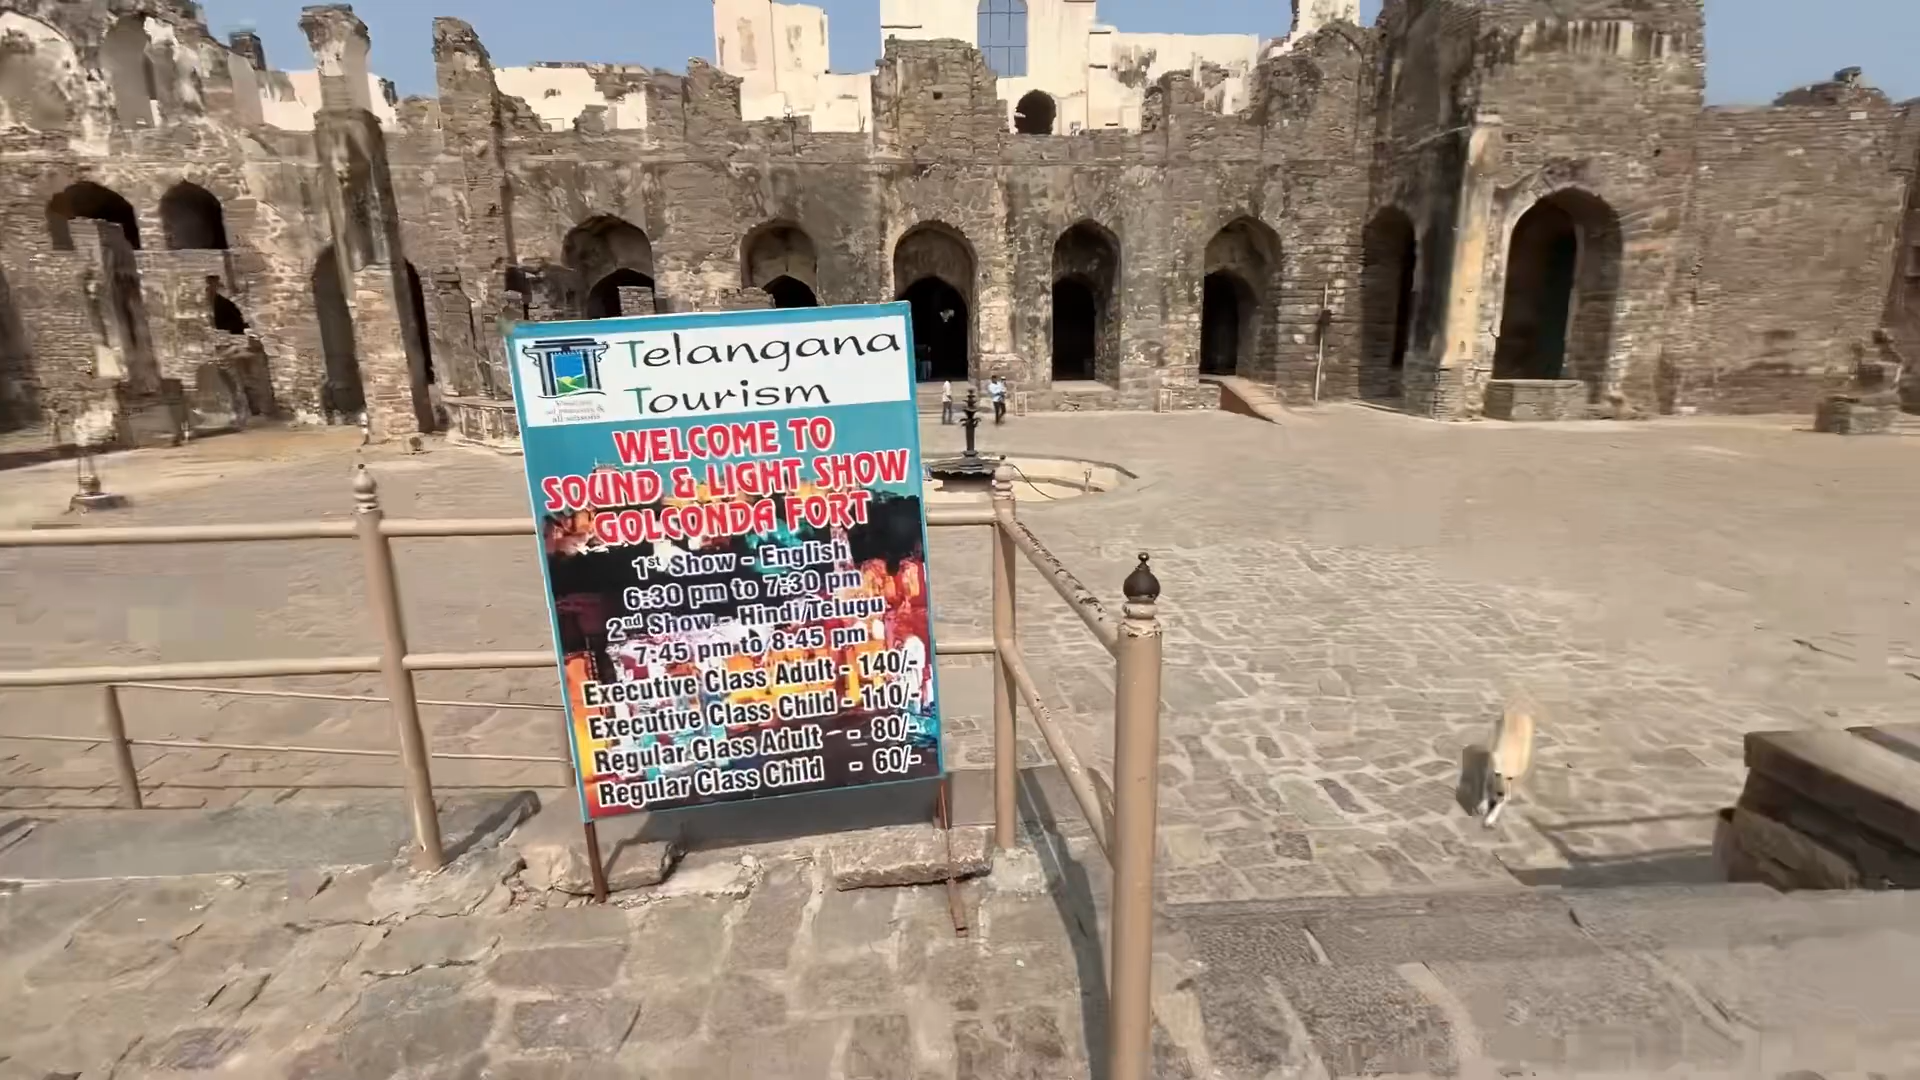 Telangana
Tourism
all seasons
WELCOME TO
SOUND & LIGHT SHOW
GOLCONDA FORT
1st Show - English
6:30 pm to 7:30 pm
2nd Show - Hindi/Telugu
7:45 pm to 8:45 pm
Executive Class Adult - 140/-
Executive Class Child - 110/-
Regular Class Adult - 80/-
Regular Class Child - 60/-